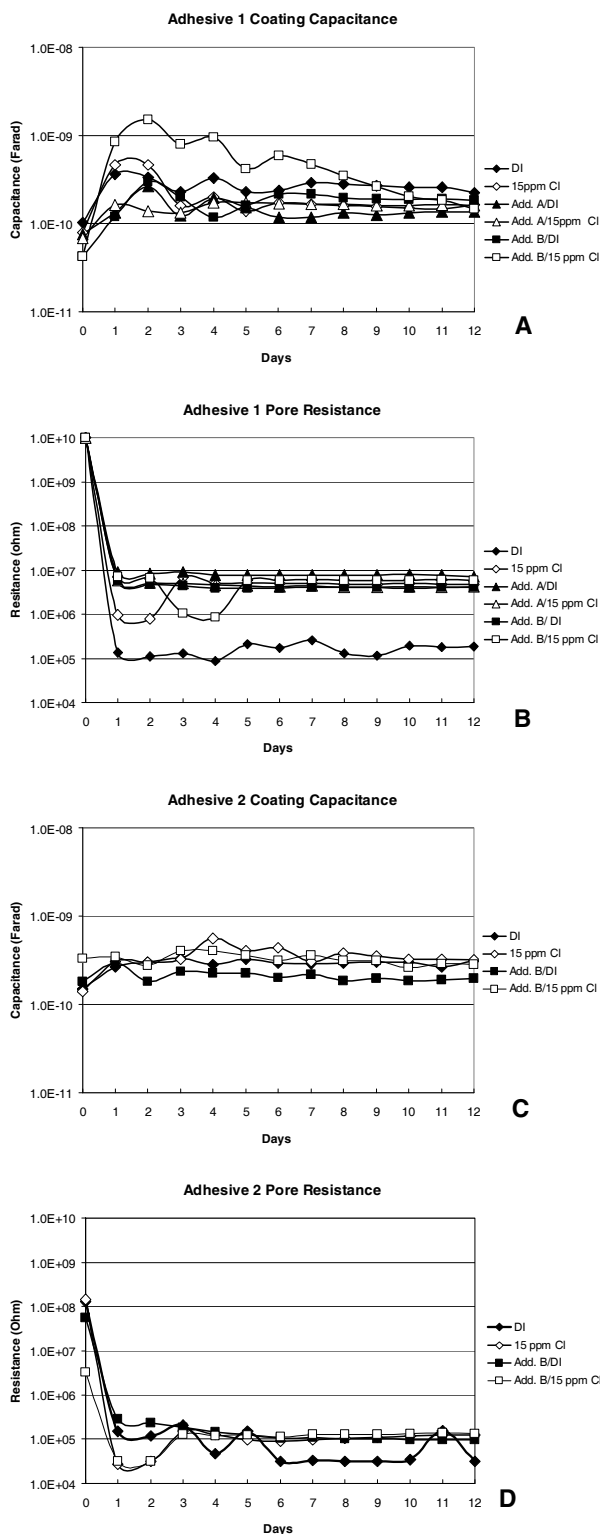 Adhesive 1 Coating Capacitance
1.0E-08
1.0E-09
1.0E-10
1.0E-11
Capacitance (Farad)
0 1 2 3 4 5 6 7 8 9 10 11 12
Days
DI
15ppm Cl
Add. A/DI
Add. A/15ppm Cl
Add. B/DI
Add. B/15 ppm Cl
A
Adhesive 1 Pore Resistance
1.0E+10
1.0E+09
1.0E+08
1.0E+07
1.0E+06
1.0E+05
1.0E+04
Resitance (ohm)
0 1 2 3 4 5 6 7 8 9 10 11 12
Days
DI
15 ppm Cl
Add. A/DI
Add. A/15 ppm Cl
Add. B/ DI
Add. B/15 ppm Cl
B
Adhesive 2 Coating Capacitance
1.0E-08
1.0E-09
1.0E-10
1.0E-11
Capacitance (Farad)
0 1 2 3 4 5 6 7 8 9 10 11 12
Days
DI
15 ppm Cl
Add. B/DI
Add. B/15 ppm Cl
C
Adhesive 2 Pore Resistance
1.0E+10
1.0E+09
1.0E+08
1.0E+07
1.0E+06
1.0E+05
1.0E+04
Resistance (Ohm)
0 1 2 3 4 5 6 7 8 9 10 11 12
Days
DI
15 ppm Cl
Add. B/DI
Add. B/15 ppm Cl
D